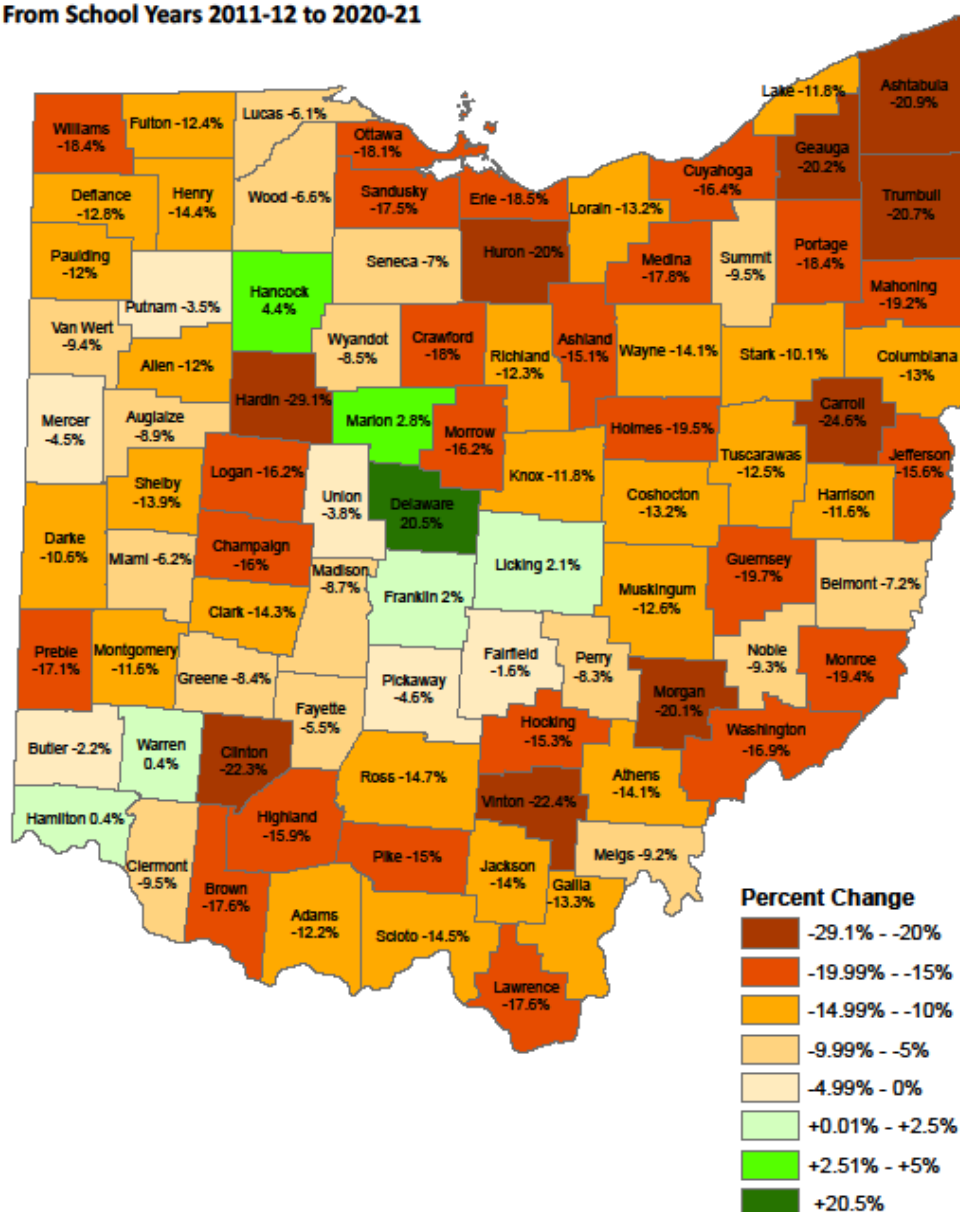 From School Years 2011-12 to 2020-21
Lake -11.8%
Ashtabula
-20.9%
Williams
-18.4%
Fulton -12.4%
Lucas -6.1%
Ottawa
-18.1%
Geauga
-20.2%
Cuyahoga
-16.4%
Defiance
-12.8%
Henry
-14.4%
Wood -6.6%
Sandusky
-17.5%
Erie -18.5%
Lorain -13.2%
Trumbull
-20.7%
Paulding
-12%
Seneca -7%
Huron -20%
Medina
-17.8%
Summit
-9.5%
Portage
-18.4%
Putnam -3.5%
Hancock
4.4%
Mahoning
-19.2%
Van Wert
-9.4%
Allen -12%
Wyandot
-8.5%
Crawford
-18%
Richland
-12.3%
Ashland
-15.1%
Wayne -14.1%
Stark -10.1%
Columbiana
-13%
Mercer
-4.5%
Auglaize
-8.9%
Hardin -29.1%
Marion 2.8%
Morrow
-16.2%
Holmes -19.5%
Carroll
-24.6%
Tuscarawas
-12.5%
Jefferson
-15.6%
Shelby
-13.9%
Logan -16.2%
Union
-3.8%
Delaware
20.5%
Knox -11.8%
Coshocton
-13.2%
Harrison
-11.6%
Darke
-10.6%
Miami -6.2%
Champaign
-16%
Madison
-8.7%
Franklin 2%
Licking 2.1%
Muskingum
-12.6%
Guernsey
-19.7%
Belmont -7.2%
Clark -14.3%
Preble
-17.1%
Montgomery
-11.6%
Greene -8.4%
Fayette
-5.5%
Pickaway
-4.6%
Fairfield
-1.6%
Perry
-8.3%
Morgan
-20.1%
Noble
-9.3%
Monroe
-19.4%
Butler -2.2%
Warren
0.4%
Clinton
-22.3%
Ross -14.7%
Hocking
-15.3%
Athens
-14.1%
Washington
-16.9%
Hamilton 0.4%
Clermont
-9.5%
Highland
-15.9%
Pike -15%
Vinton -22.4%
Jackson
-14%
Meigs -9.2%
Brown
-17.6%
Adams
-12.2%
Scioto -14.5%
Gallia
-13.3%
Lawrence
-17.6%
Percent Change
-29.1% - -20%
-19.99% - -15%
-14.99% - -10%
-9.99% - -5%
-4.99% - 0%
+0.01% - +2.5%
+2.51% - +5%
+20.5%